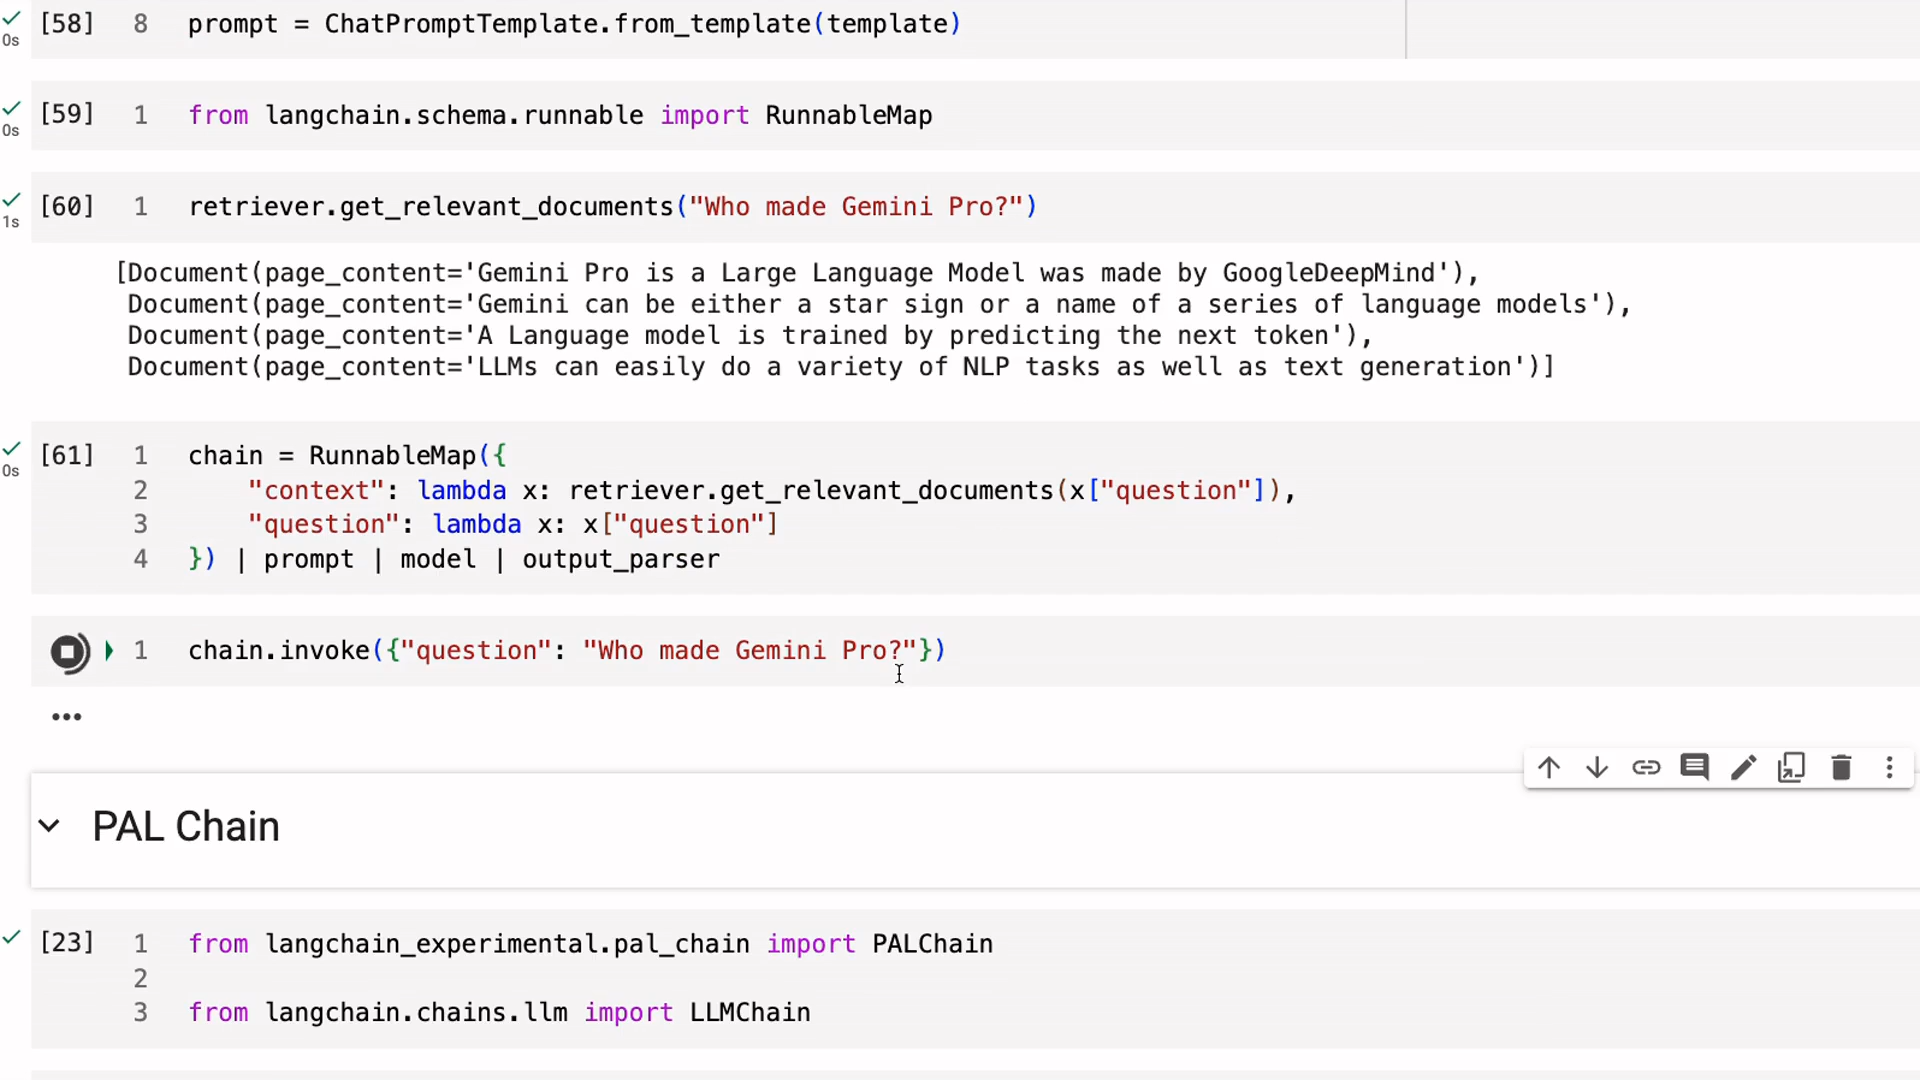 [58] 8 prompt = ChatPromptTemplate.from_template(template)
0s
[59] 1 from langchain.schema.runnable import RunnableMap
0s
[60] 1 retriever.get_relevant_documents("Who made Gemini Pro?")
1s
[Document(page_content='Gemini Pro is a Large Language Model was made by GoogleDeepMind'),
Document(page_content='Gemini can be either a star sign or a name of a series of language models'),
Document(page_content='A Language model is trained by predicting the next token'),
Document(page_content='LLMs can easily do a variety of NLP tasks as well as text generation')]
[61] 1 chain = RunnableMap({
0s
2 "context": lambda x: retriever.get_relevant_documents(x["question"]),
3 "question": lambda x: x["question"]
4 }) | prompt | model | output_parser
1 chain.invoke({"question": "Who made Gemini Pro?"})
PAL Chain
[23] 1 from langchain_experimental.pal_chain import PALChain
2
3 from langchain.chains.llm import LLMChain